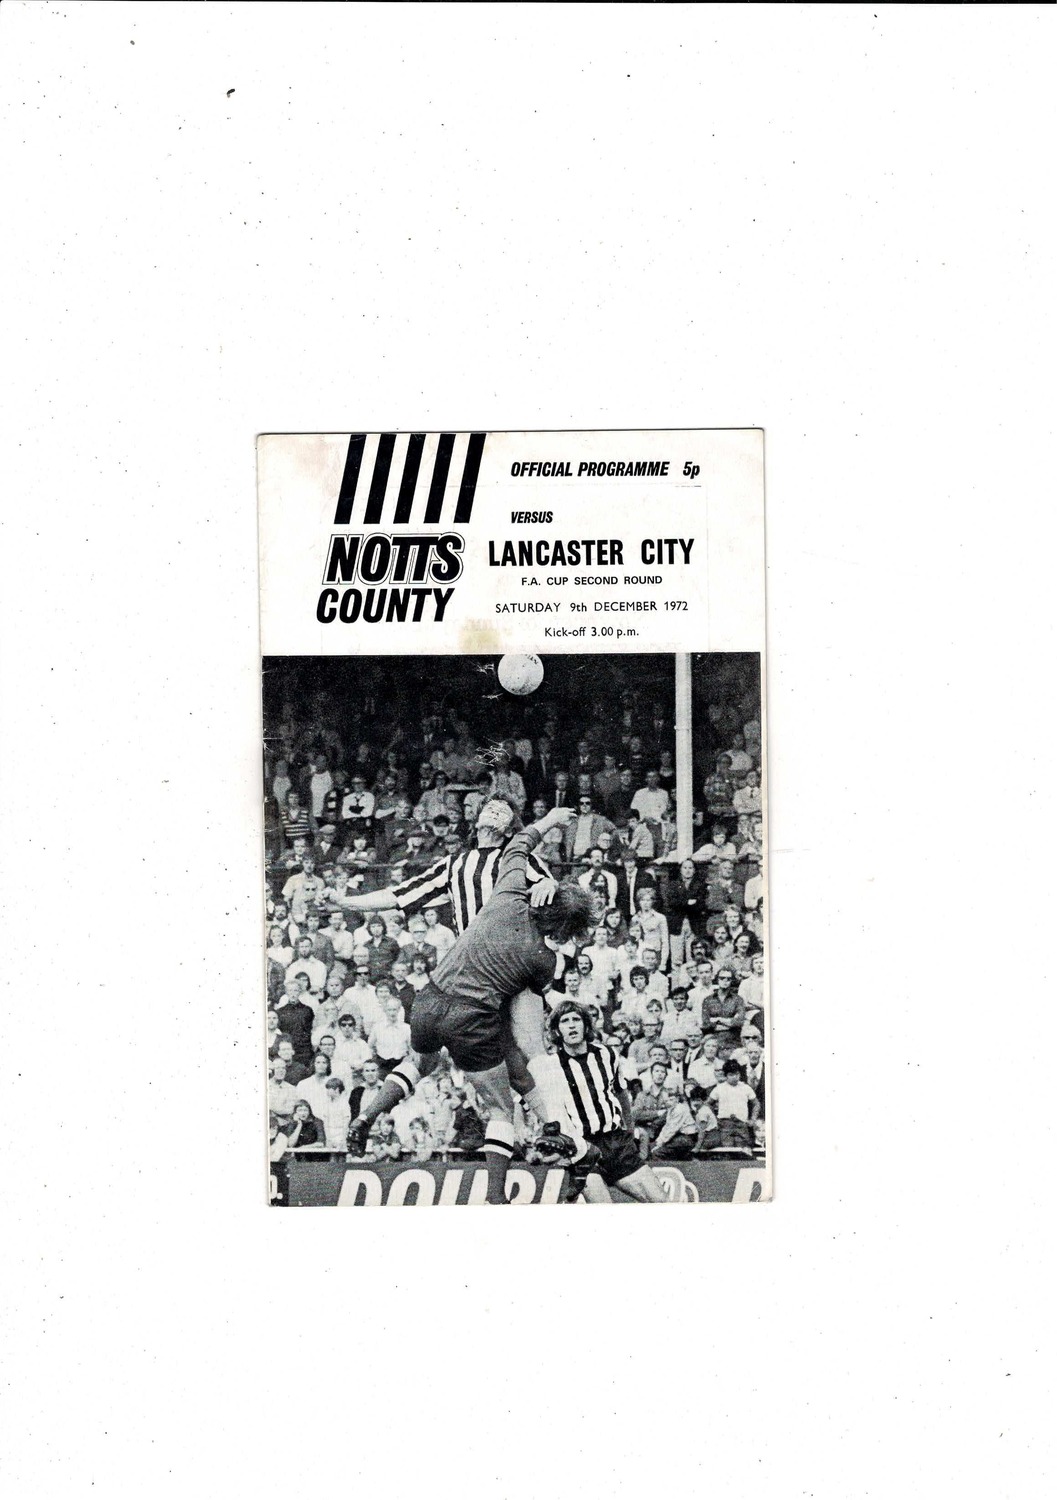 OFFICIAL PROGRAMME 5p
VERSUS
LANCASTER CITY
F.A. CUP SECOND ROUND
SATURDAY 9th DECEMBER 1972
Kick-off 3.00 p.m.
NOTTS
COUNTY